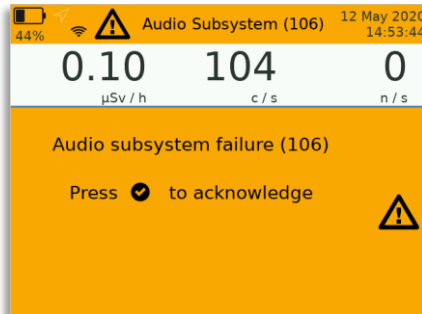 44%
Audio Subsystem (106)
12 May 2020
14:53:44
0.10 104 0
µSv / h c / s n / s
Audio subsystem failure (106)
Press to acknowledge